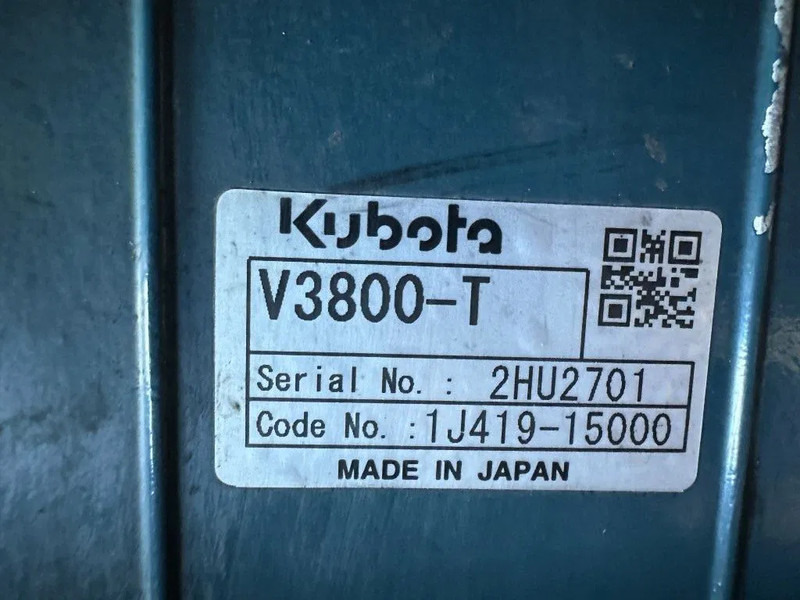 Kubota
V3800-T
Serial No. : 2HU2701
Code No. :1J419-15000
MADE IN JAPAN